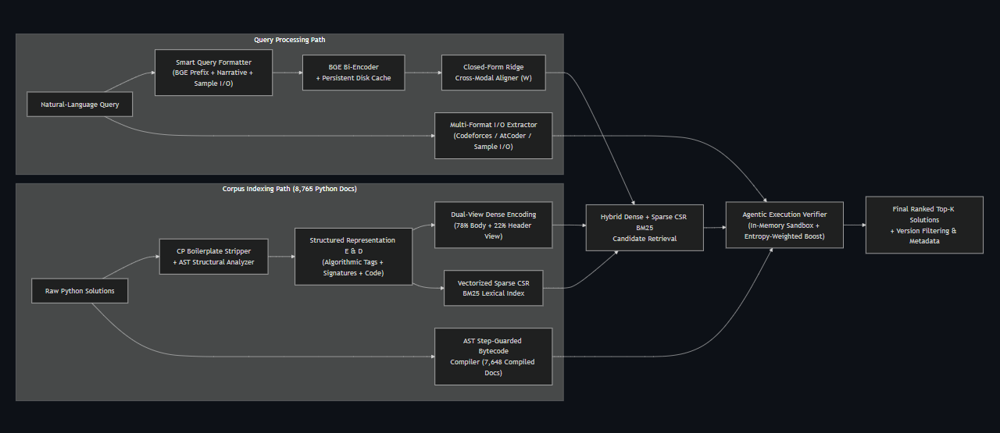 Query Processing Path
Natural-Language Query
Smart Query Formatter
(BGE Prefix + Narrative +
Sample I/O)
BGE Bi-Encoder
+ Persistent Disk Cache
Closed-Form Ridge
Cross-Modal Aligner (W)
Multi-Format I/O Extractor
(Codeforces / AtCoder /
Sample I/O)
Corpus Indexing Path (8,765 Python Docs)
Raw Python Solutions
CP Boilerplate Stripper
+ AST Structural Analyzer
Structured Representation
E & D
(Algorithmic Tags +
Signatures + Code)
Dual-View Dense Encoding
(78% Body + 22% Header
View)
Vectorized Sparse CSR
BM25 Lexical Index
AST Step-Guarded
Bytecode
Compiler (7,648 Compiled
Docs)
Hybrid Dense + Sparse CSR
BM25
Candidate Retrieval
Agentic Execution Verifier
(In-Memory Sandbox +
Entropy-Weighted Boost)
Final Ranked Top-K
Solutions
+ Version Filtering &
Metadata